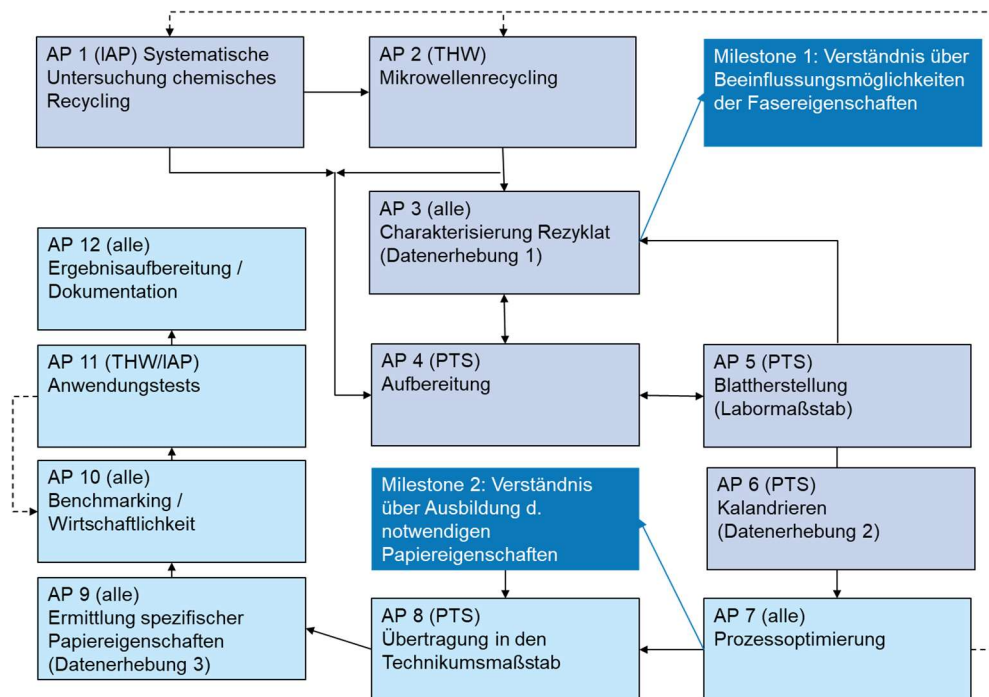 AP 1 (IAP) Systematische
Untersuchung chemisches
Recycling
AP 2 (THW)
Mikrowellenrecycling
Milestone 1: Verständnis über
Beeinflussungsmöglichkeiten
der Fasereigenschaften
AP 3 (alle)
Charakterisierung Rezyklat
(Datenerhebung 1)
AP 12 (alle)
Ergebnisaufbereitung /
Dokumentation
AP 11 (THW/IAP)
Anwendungstests
AP 4 (PTS)
Aufbereitung
AP 5 (PTS)
Blattherstellung
(Labormaßstab)
AP 10 (alle)
Benchmarking /
Wirtschaftlichkeit
Milestone 2: Verständnis
über Ausbildung d.
notwendigen
Papiereigenschaften
AP 6 (PTS)
Kalandrieren
(Datenerhebung 2)
AP 9 (alle)
Ermittlung spezifischer
Papiereigenschaften
(Datenerhebung 3)
AP 8 (PTS)
Übertragung in den
Technikumsmaßstab
AP 7 (alle)
Prozessoptimierung